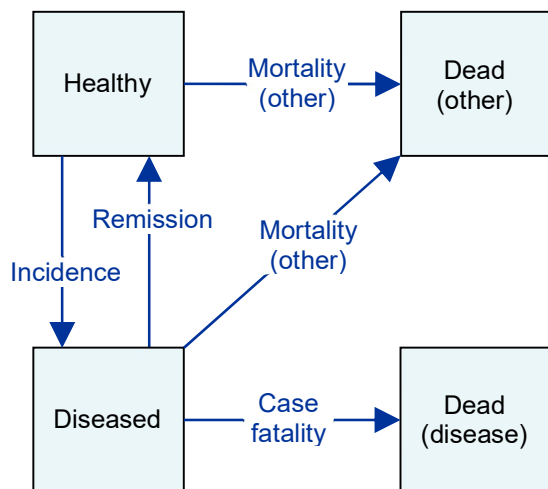 Healthy
Mortality
(other)
Dead
(other)
Remission
Incidence
Mortality
(other)
Diseased
Case
fatality
Dead
(disease)